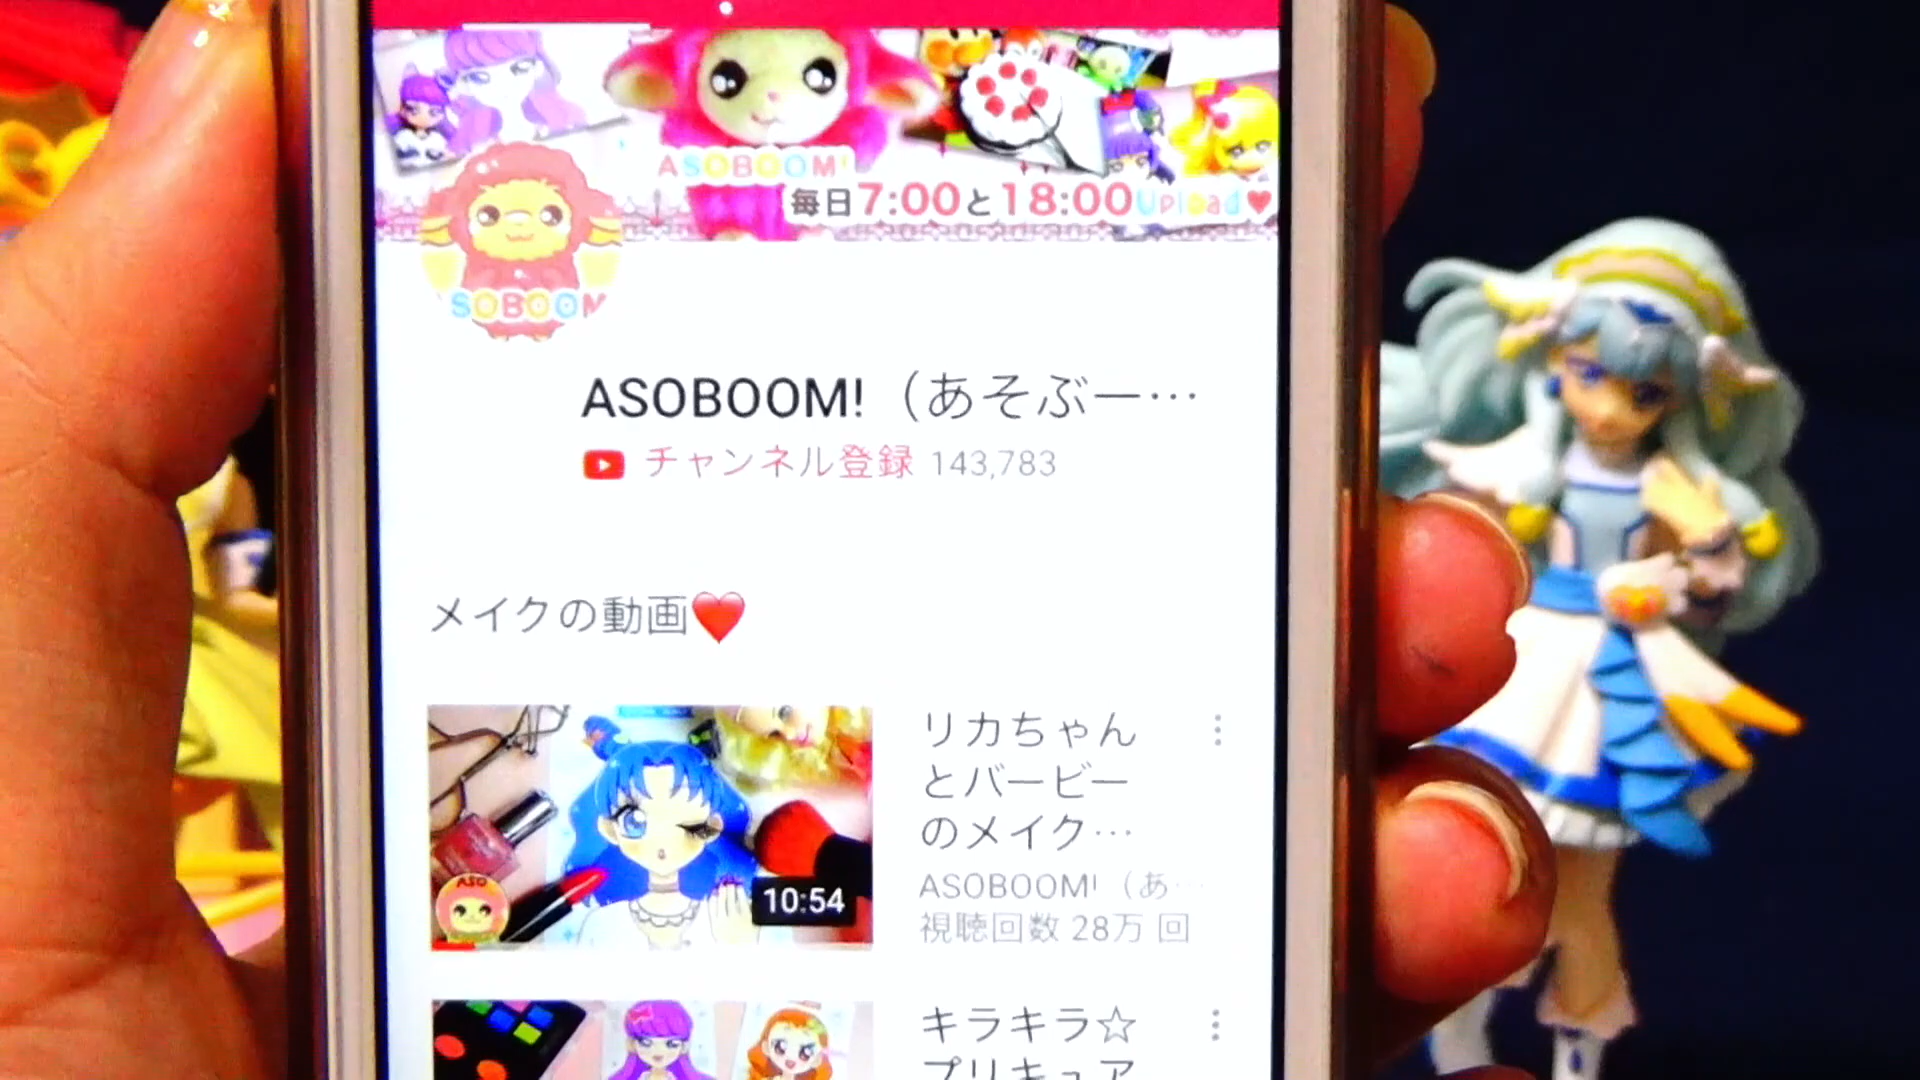 ASOBOOM!
毎日7:00と18:00Upload♥
SOBOOM
ASOBOOM!（あそぶー…
チャンネル登録 143,783
メイクの動画❤
リカちゃん
とバービー
のメイク…
ASO
10:54
ASOBOOM!（あ…
視聴回数 28万 回
キラキラ☆
プリキュア